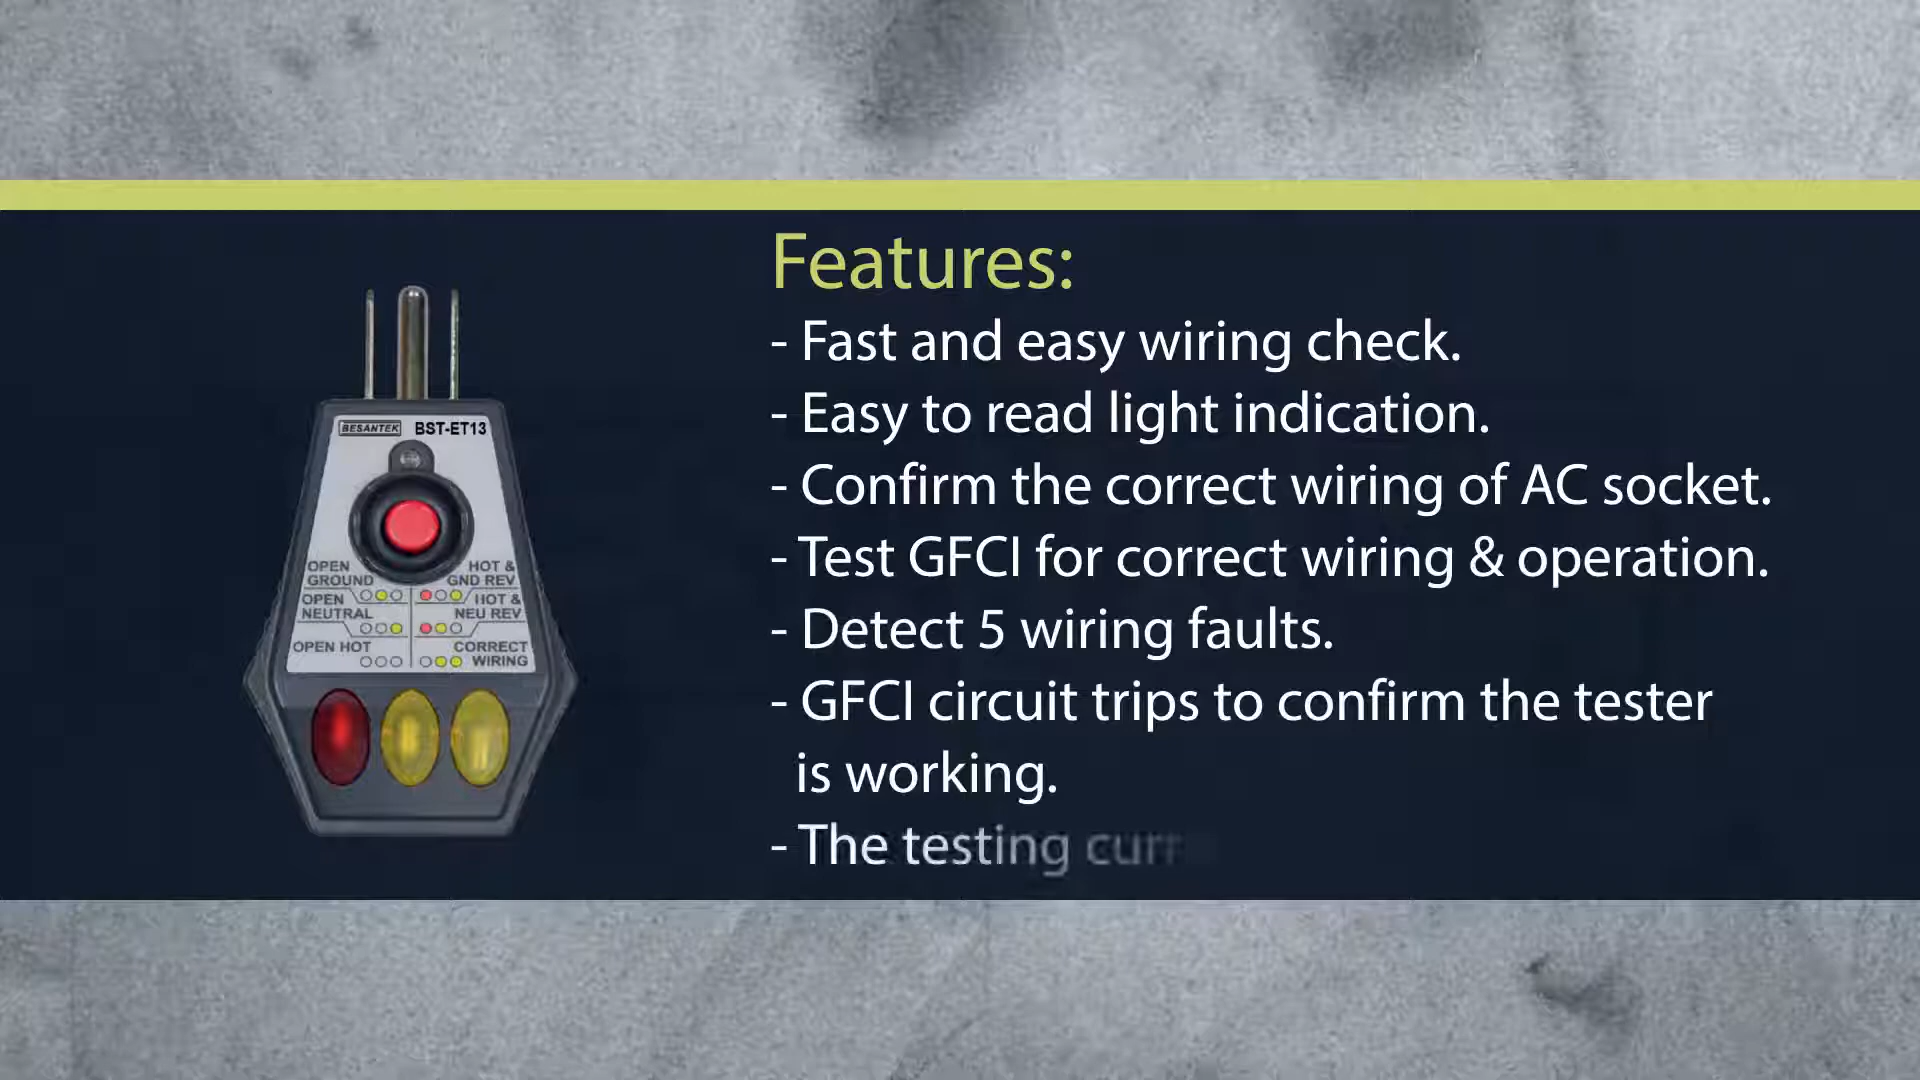 Features:
- Fast and easy wiring check.
- Easy to read light indication.
- Confirm the correct wiring of AC socket.
- Test GFCI for correct wiring & operation.
- Detect 5 wiring faults.
- GFCI circuit trips to confirm the tester
is working.
- The testing curr
BESANTEK BST-ET13
OPEN GROUND
HOT & GND REV
OPEN NEUTRAL
HOT & NEU REV
OPEN HOT
CORRECT WIRING